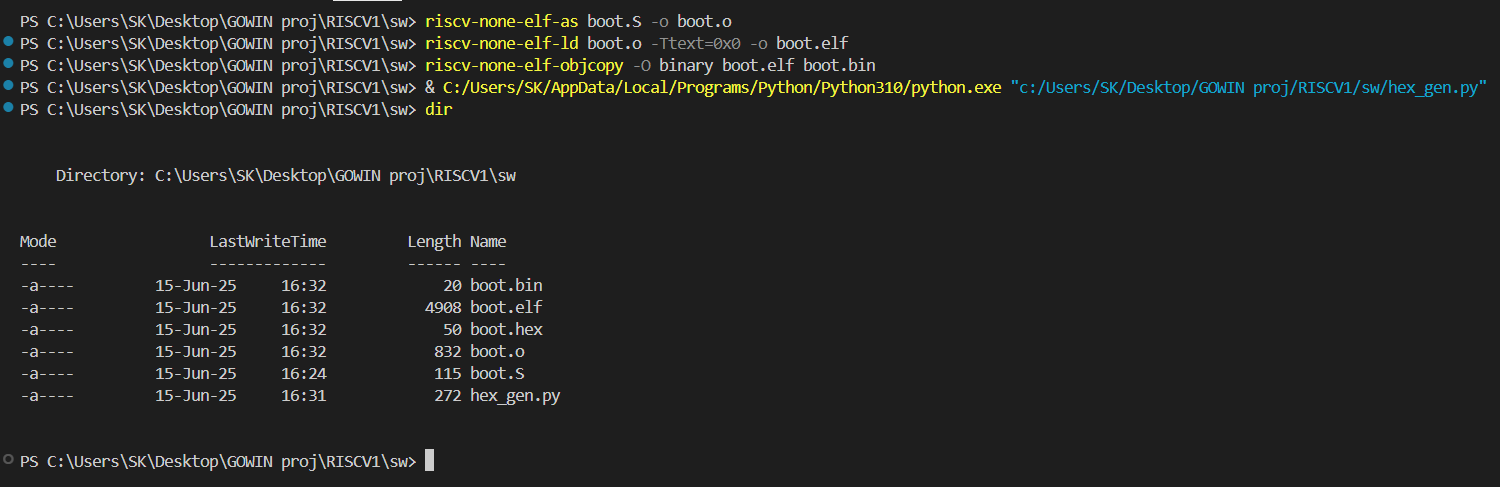 PS C:\Users\SK\Desktop\GOWIN proj\RISCV1\sw> riscv-none-elf-as boot.S -o boot.o
PS C:\Users\SK\Desktop\GOWIN proj\RISCV1\sw> riscv-none-elf-ld boot.o -Ttext=0x0 -o boot.elf
PS C:\Users\SK\Desktop\GOWIN proj\RISCV1\sw> riscv-none-elf-objcopy -O binary boot.elf boot.bin
PS C:\Users\SK\Desktop\GOWIN proj\RISCV1\sw> & C:/Users/SK/AppData/Local/Programs/Python/Python310/python.exe "c:/Users/SK/Desktop/GOWIN proj/RISCV1/sw/hex_gen.py"
PS C:\Users\SK\Desktop\GOWIN proj\RISCV1\sw> dir
Directory: C:\Users\SK\Desktop\GOWIN proj\RISCV1\sw
Mode LastWriteTime Length Name
---- ------------- ------ ----
-a---- 15-Jun-25 16:32 20 boot.bin
-a---- 15-Jun-25 16:32 4908 boot.elf
-a---- 15-Jun-25 16:32 50 boot.hex
-a---- 15-Jun-25 16:32 832 boot.o
-a---- 15-Jun-25 16:24 115 boot.S
-a---- 15-Jun-25 16:31 272 hex_gen.py
PS C:\Users\SK\Desktop\GOWIN proj\RISCV1\sw>